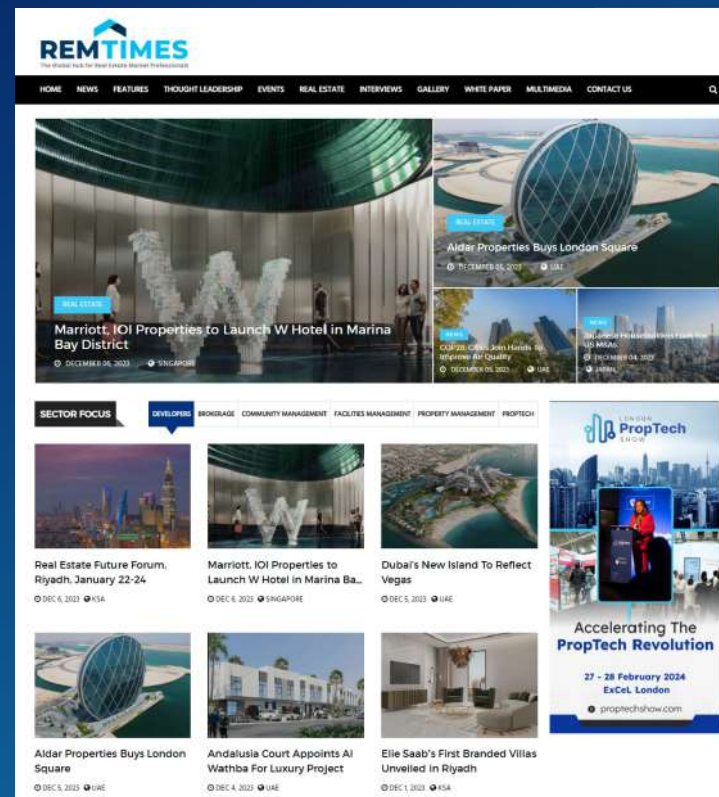 REMTIMES
The Global Hub for Real Estate Market Professionals
HOME NEWS FEATURES THOUGHT LEADERSHIP EVENTS REAL ESTATE INTERVIEWS GALLERY WHITE PAPER MULTIMEDIA CONTACT US
REAL ESTATE
Marriott, IOI Properties to Launch W Hotel in Marina
Bay District
DECEMBER 06, 2023 SINGAPORE
REAL ESTATE
Aldar Properties Buys London Square
DECEMBER 05, 2023 UAE
NEWS
COP28: Cities Join Hands To
Improve Air Quality
DECEMBER 05, 2023 UAE
NEWS
US M&As
DECEMBER 04, 2023
JAPAN
SECTOR FOCUS
DEVELOPERS BROKERAGE COMMUNITY MANAGEMENT FACILITIES MANAGEMENT PROPERTY MANAGEMENT PROPTECH
Real Estate Future Forum,
Riyadh, January 22-24
DEC 6, 2023 KSA
Marriott, IOI Properties to
Launch W Hotel in Marina Ba...
DEC 6, 2023 SINGAPORE
Dubai's New Island To Reflect
Vegas
DEC 5, 2023 UAE
Aldar Properties Buys London
Square
DEC 5, 2023 UAE
Andalusia Court Appoints Al
Wathba For Luxury Project
DEC 4, 2023 UAE
Elie Saab's First Branded Villas
Unveiled in Riyadh
DEC 1, 2023 KSA
LONDON
PropTech
SHOW
Accelerating The
PropTech Revolution
27 - 28 February 2024
ExCeL London
proptechshow.com